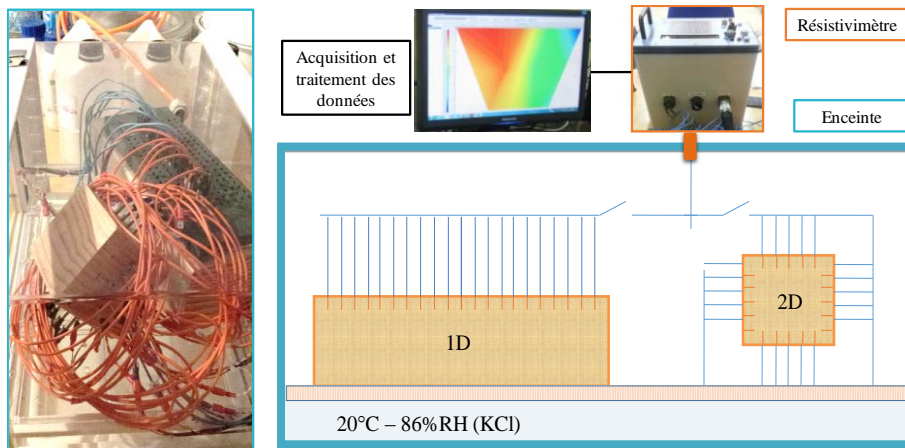 Acquisition et
traitement des
données
Résistivimètre
Enceinte
1D
2D
20°C – 86%RH (KCl)